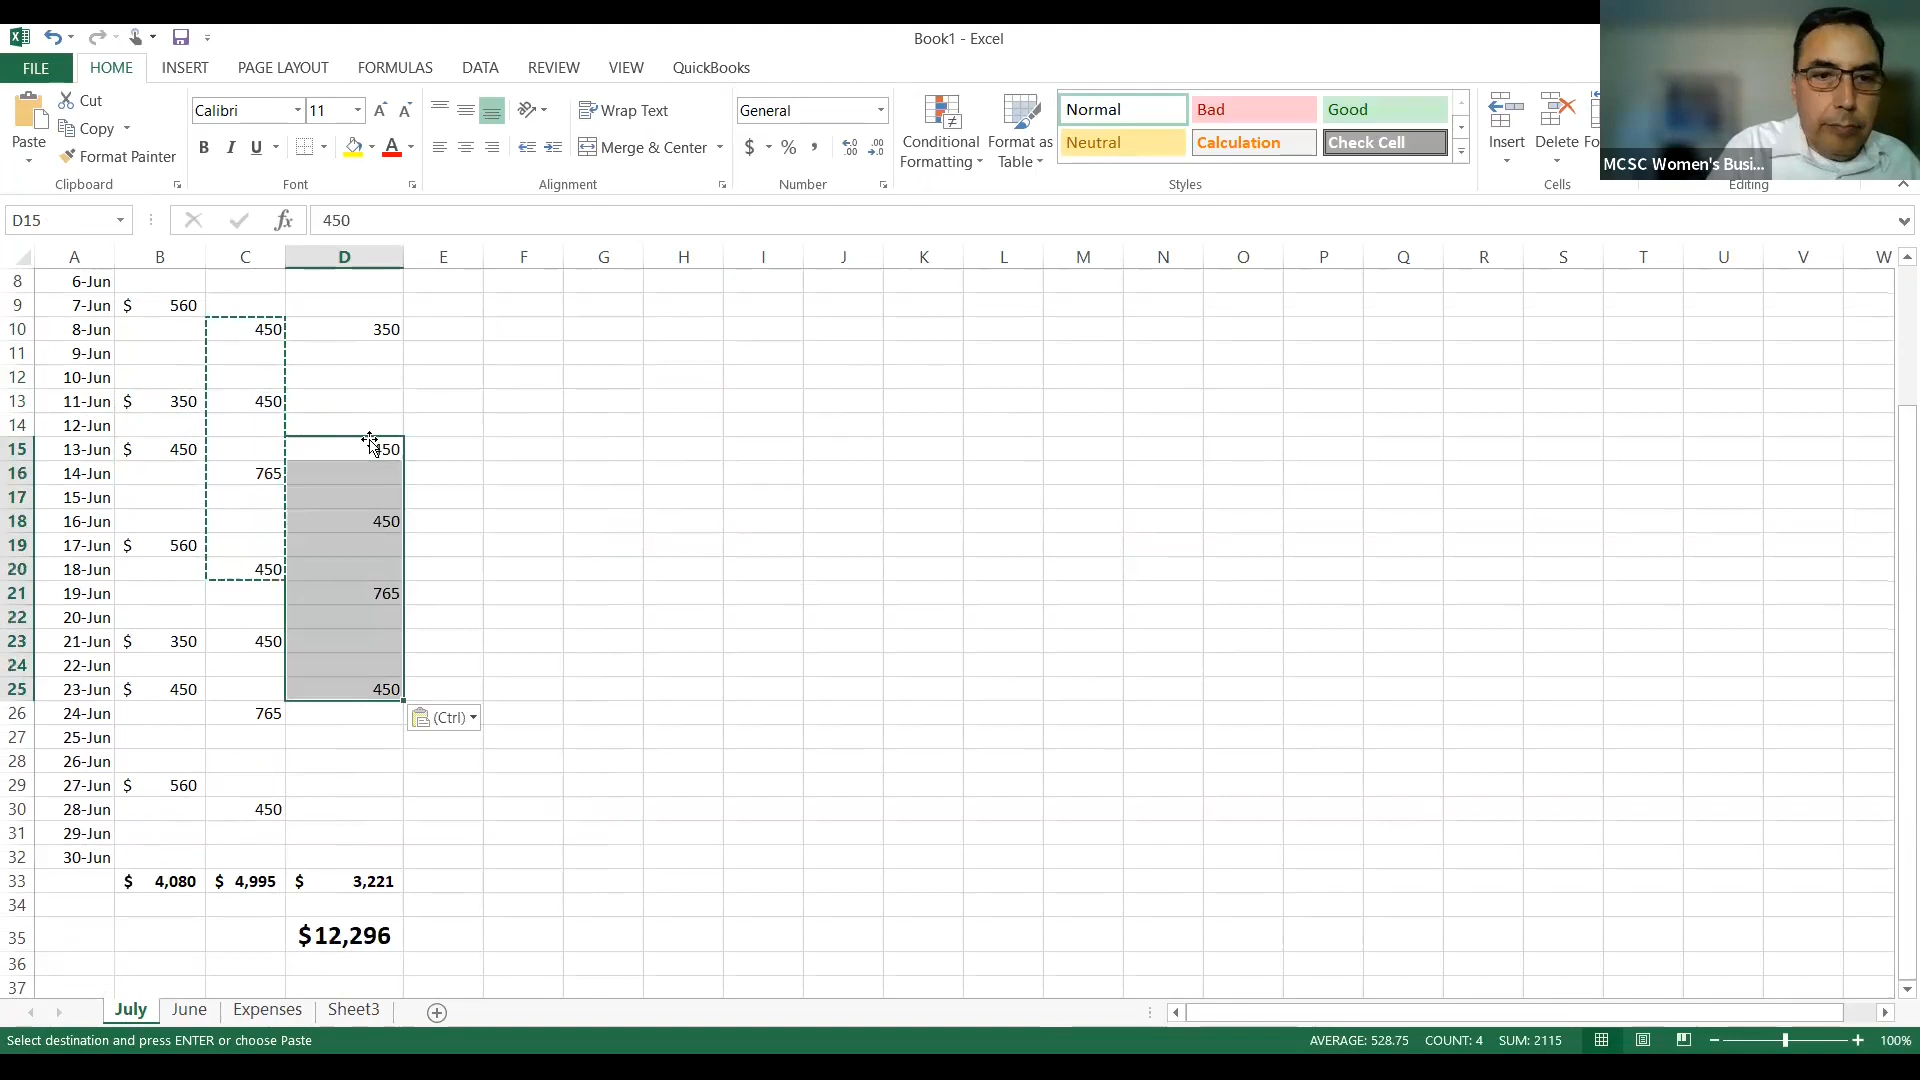 Book1 - Excel
FILE HOME INSERT PAGE LAYOUT FORMULAS DATA REVIEW VIEW QuickBooks
Cut
Copy
Format Painter
Paste
Clipboard
Calibri 11
B I U
Font
Wrap Text
Merge & Center
Alignment
General
$ % ,
Number
Conditional Formatting
Format as Table
Normal Bad Good
Neutral Calculation Check Cell
Styles
Insert Delete
Cells
Editing
MCSC Women's Busi...
D15 fx 450
A B C D E F G H I J K L M N O P Q R S T U V W
8 6-Jun
9 7-Jun $ 560
10 8-Jun 450 350
11 9-Jun
12 10-Jun
13 11-Jun $ 350 450
14 12-Jun
15 13-Jun $ 450 450
16 14-Jun 765
17 15-Jun
18 16-Jun 450
19 17-Jun $ 560
20 18-Jun 450
21 19-Jun 765
22 20-Jun
23 21-Jun $ 350 450
24 22-Jun
25 23-Jun $ 450 450
26 24-Jun 765
(Ctrl)
27 25-Jun
28 26-Jun
29 27-Jun $ 560
30 28-Jun 450
31 29-Jun
32 30-Jun
33 $ 4,080 $ 4,995 $ 3,221
34
35 $12,296
36
37
July June Expenses Sheet3
Select destination and press ENTER or choose Paste
AVERAGE: 528.75 COUNT: 4 SUM: 2115 100%